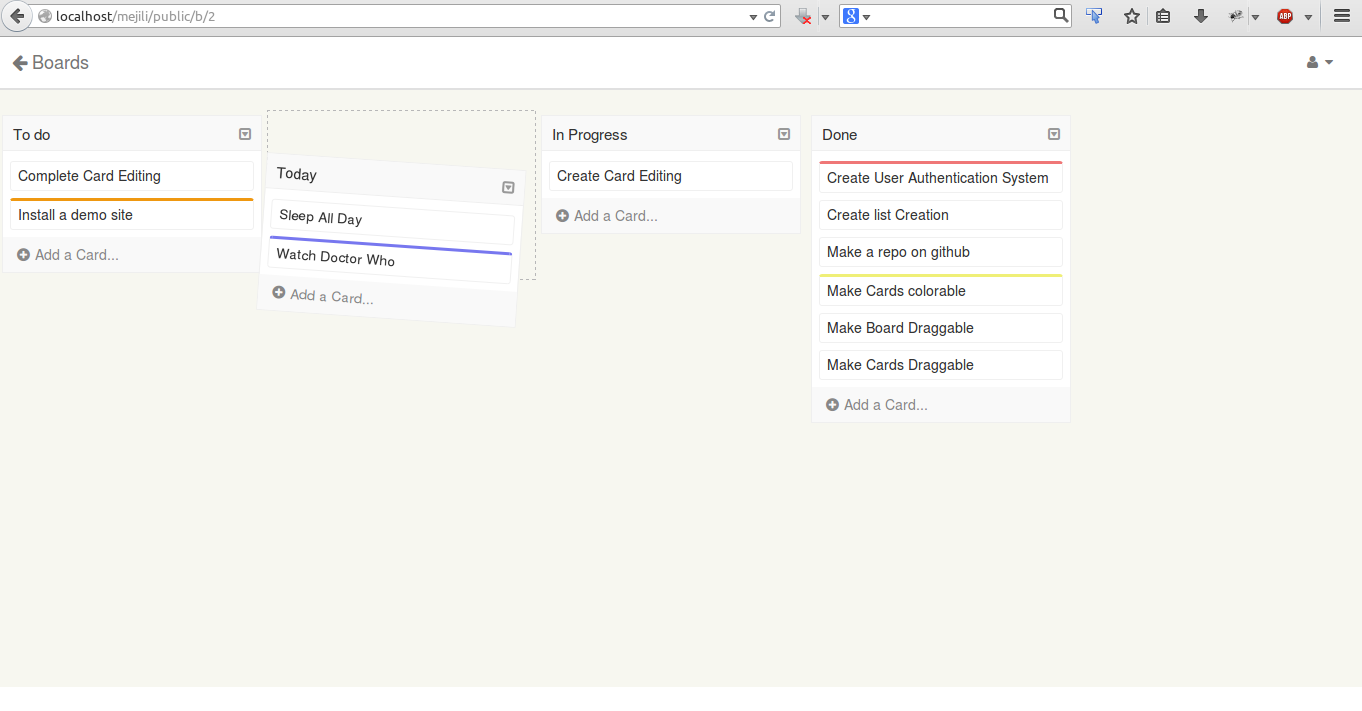 localhost/mejili/public/b/2
8
ABP
Boards
To do
Complete Card Editing
Install a demo site
Add a Card...
Today
Sleep All Day
Watch Doctor Who
Add a Card...
In Progress
Create Card Editing
Add a Card...
Done
Create User Authentication System
Create list Creation
Make a repo on github
Make Cards colorable
Make Board Draggable
Make Cards Draggable
Add a Card...